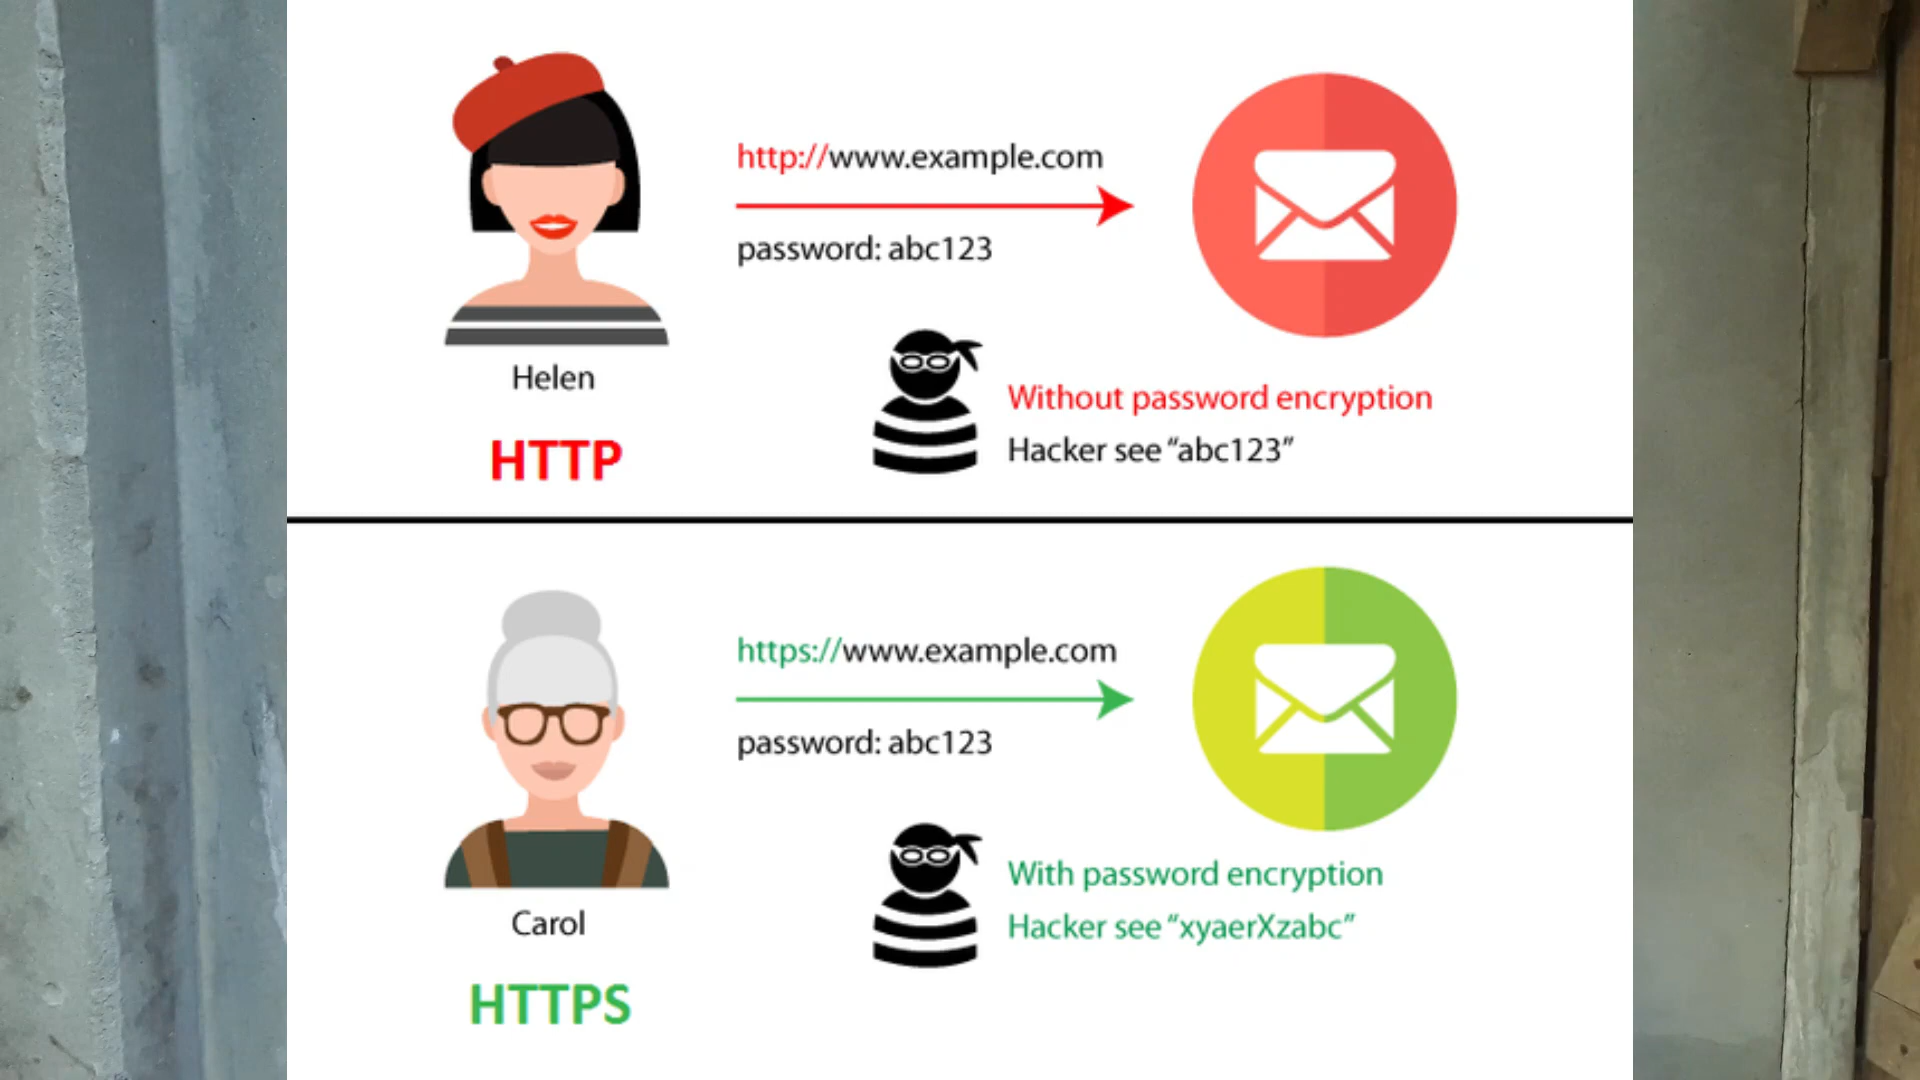 http://www.example.com
password: abc123
Helen
HTTP
Without password encryption
Hacker see “abc123”
https://www.example.com
password: abc123
Carol
HTTPS
With password encryption
Hacker see “xyaerXzabc”